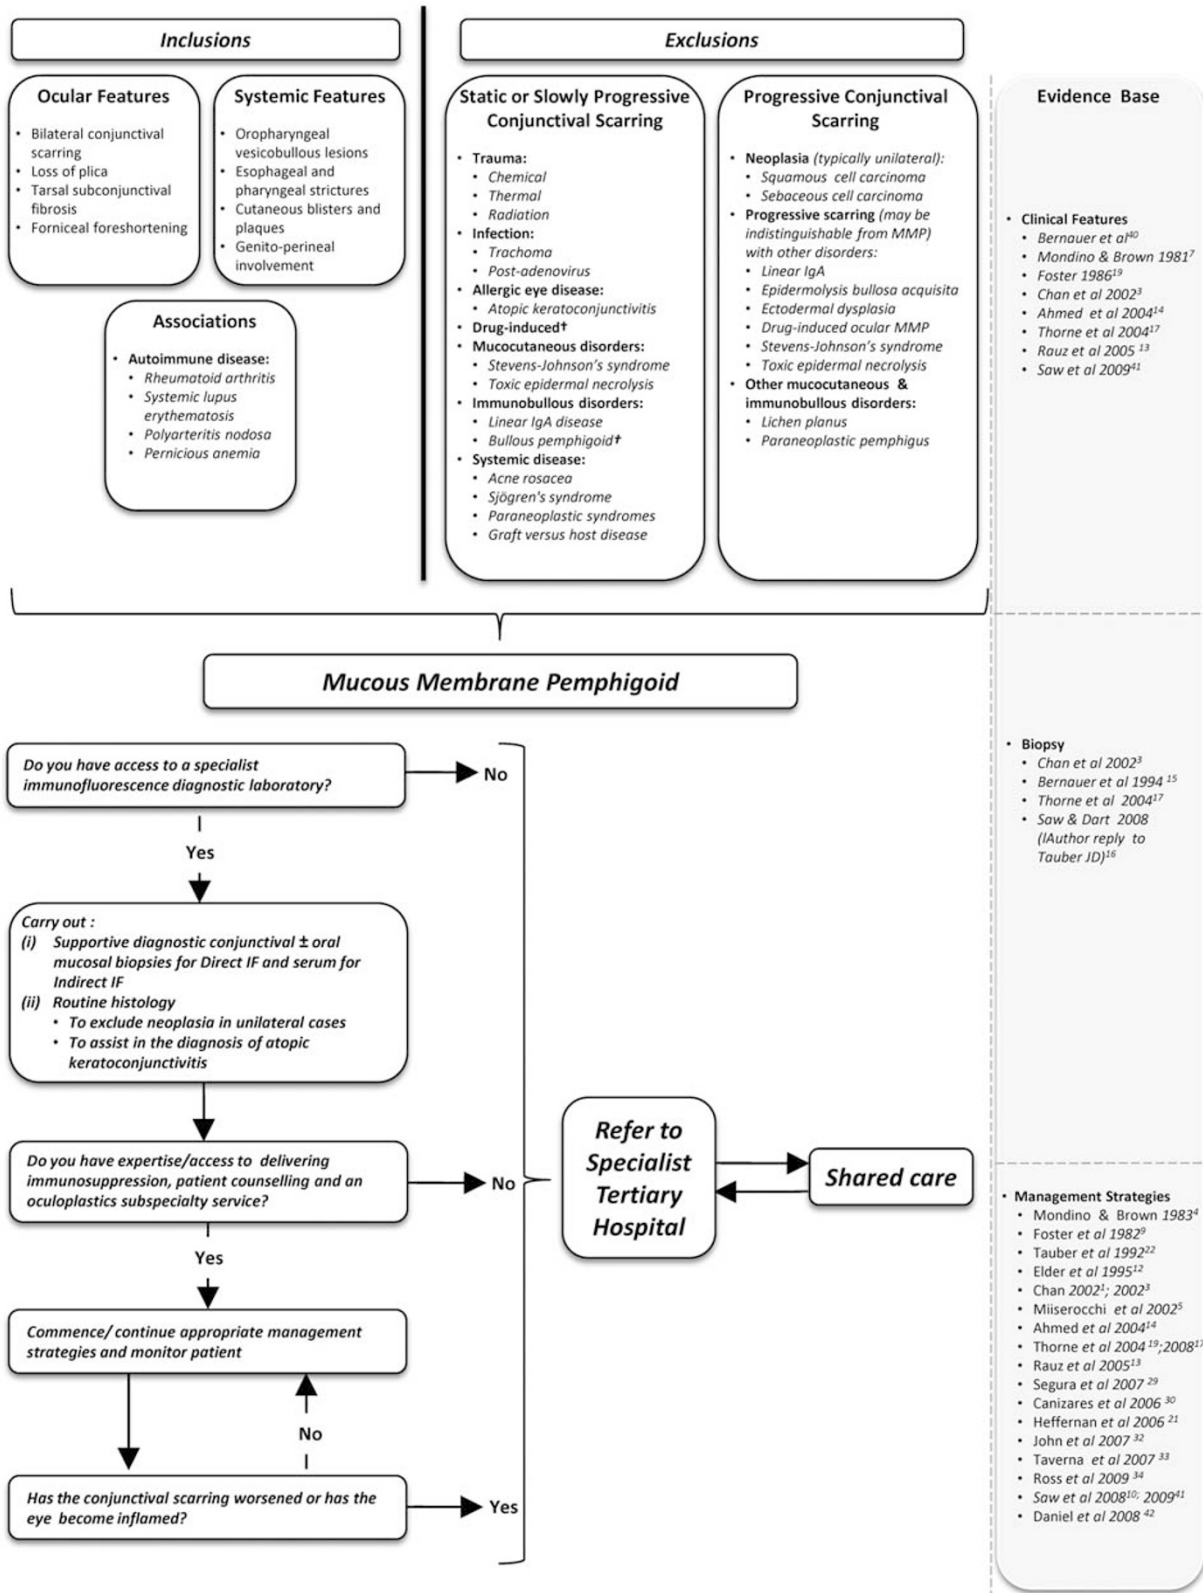 Inclusions
Exclusions
Ocular Features
• Bilateral conjunctival
scarring
• Loss of plica
• Tarsal subconjunctival
fibrosis
• Forniceal foreshortening
Systemic Features
• Oropharyngeal
vesicobullous lesions
• Esophageal and
pharyngeal strictures
• Cutaneous blisters and
plaques
• Genito-perineal
involvement
Associations
• Autoimmune disease:
• Rheumatoid arthritis
• Systemic lupus
erythematosis
• Polyarteritis nodosa
• Pernicious anemia
Static or Slowly Progressive
Conjunctival Scarring
• Trauma:
• Chemical
• Thermal
• Radiation
• Infection:
• Trachoma
• Post-adenovirus
• Allergic eye disease:
• Atopic keratoconjunctivitis
• Drug-induced†
• Mucocutaneous disorders:
• Stevens-Johnson’s syndrome
• Toxic epidermal necrolysis
• Immunobullous disorders:
• Linear IgA disease
• Bullous pemphigoid†
• Systemic disease:
• Acne rosacea
• Sjögren's syndrome
• Paraneoplastic syndromes
• Graft versus host disease
Progressive Conjunctival
Scarring
• Neoplasia (typically unilateral):
• Squamous cell carcinoma
• Sebaceous cell carcinoma
• Progressive scarring (may be
indistinguishable from MMP)
with other disorders:
• Linear IgA
• Epidermolysis bullosa acquisita
• Ectodermal dysplasia
• Drug-induced ocular MMP
• Stevens-Johnson’s syndrome
• Toxic epidermal necrolysis
• Other mucocutaneous &
immunobullous disorders:
• Lichen planus
• Paraneoplastic pemphigus
Evidence Base
• Clinical Features
• Bernauer et al⁴⁰
• Mondino & Brown 1981⁷
• Foster 1986¹⁹
• Chan et al 2002³
• Ahmed et al 2004¹⁴
• Thorne et al 2004¹⁷
• Rauz et al 2005 ¹³
• Saw et al 2009⁴¹
Mucous Membrane Pemphigoid
Do you have access to a specialist
immunofluorescence diagnostic laboratory?
No
Yes
• Biopsy
• Chan et al 2002³
• Bernauer et al 1994 ¹⁵
• Thorne et al 2004¹⁷
• Saw & Dart 2008
(lAuthor reply to
Tauber JD)¹⁶
Carry out :
(i) Supportive diagnostic conjunctival ± oral
mucosal biopsies for Direct IF and serum for
Indirect IF
(ii) Routine histology
• To exclude neoplasia in unilateral cases
• To assist in the diagnosis of atopic
keratoconjunctivitis
Do you have expertise/access to delivering
immunosuppression, patient counselling and an
oculoplastics subspecialty service?
No
Yes
Refer to
Specialist
Tertiary
Hospital
Shared care
Commence/ continue appropriate management
strategies and monitor patient
No
Has the conjunctival scarring worsened or has the
eye become inflamed?
Yes
• Management Strategies
• Mondino & Brown 1983⁴
• Foster et al 1982⁹
• Tauber et al 1992²²
• Elder et al 1995¹²
• Chan 2002¹; 2002³
• Miiserocchi et al 2002⁵
• Ahmed et al 2004¹⁴
• Thorne et al 2004 ¹⁹;2008¹⁷
• Rauz et al 2005¹³
• Segura et al 2007 ²⁹
• Canizares et al 2006 ³⁰
• Heffernan et al 2006 ²¹
• John et al 2007 ³²
• Taverna et al 2007 ³³
• Ross et al 2009 ³⁴
• Saw et al 2008¹⁰; 2009⁴¹
• Daniel et al 2008 ⁴²